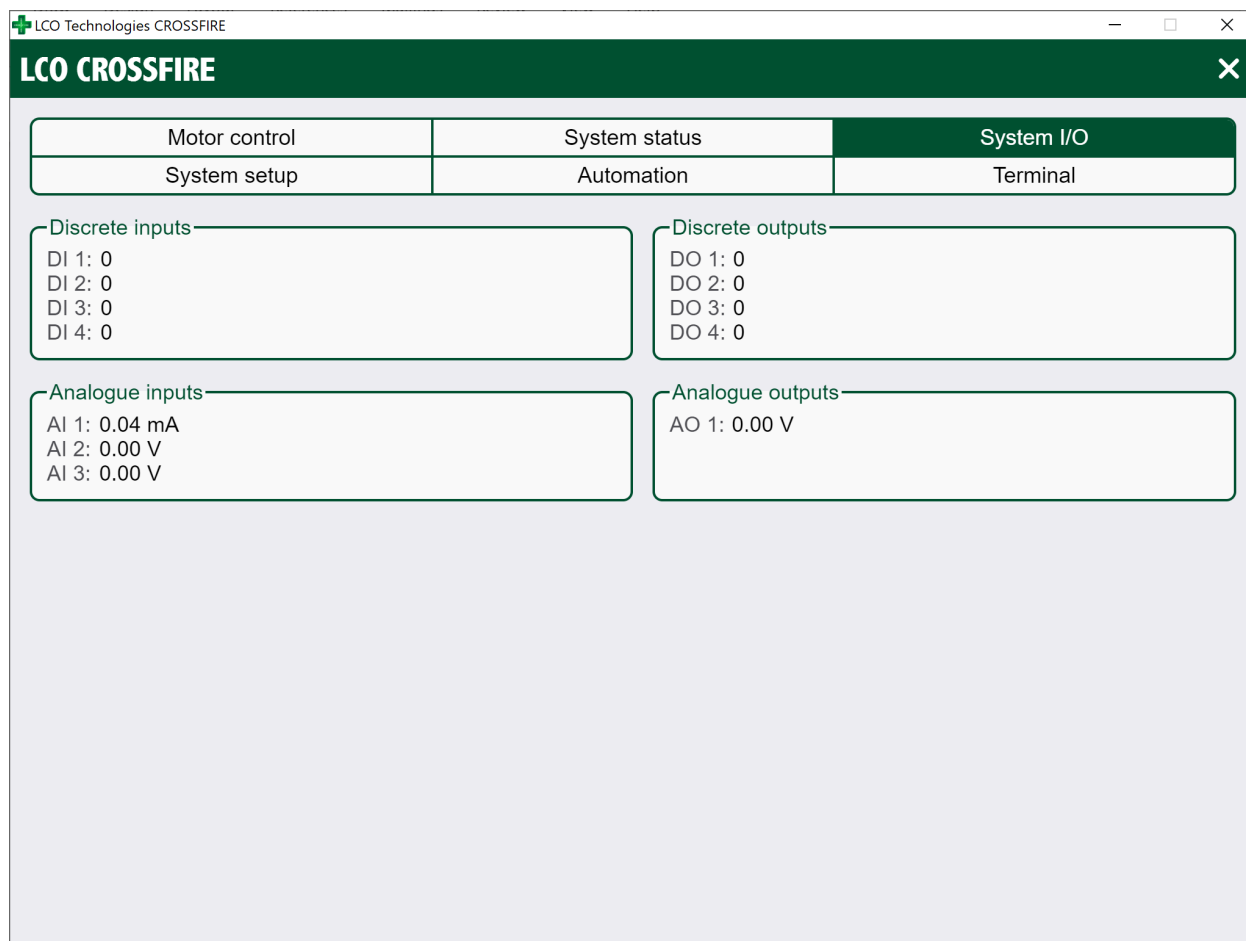 LCO Technologies CROSSFIRE
LCO CROSSFIRE
Motor control
System status
System I/O
System setup
Automation
Terminal
Discrete inputs
DI 1: 0
DI 2: 0
DI 3: 0
DI 4: 0
Discrete outputs
DO 1: 0
DO 2: 0
DO 3: 0
DO 4: 0
Analogue inputs
AI 1: 0.04 mA
AI 2: 0.00 V
AI 3: 0.00 V
Analogue outputs
AO 1: 0.00 V